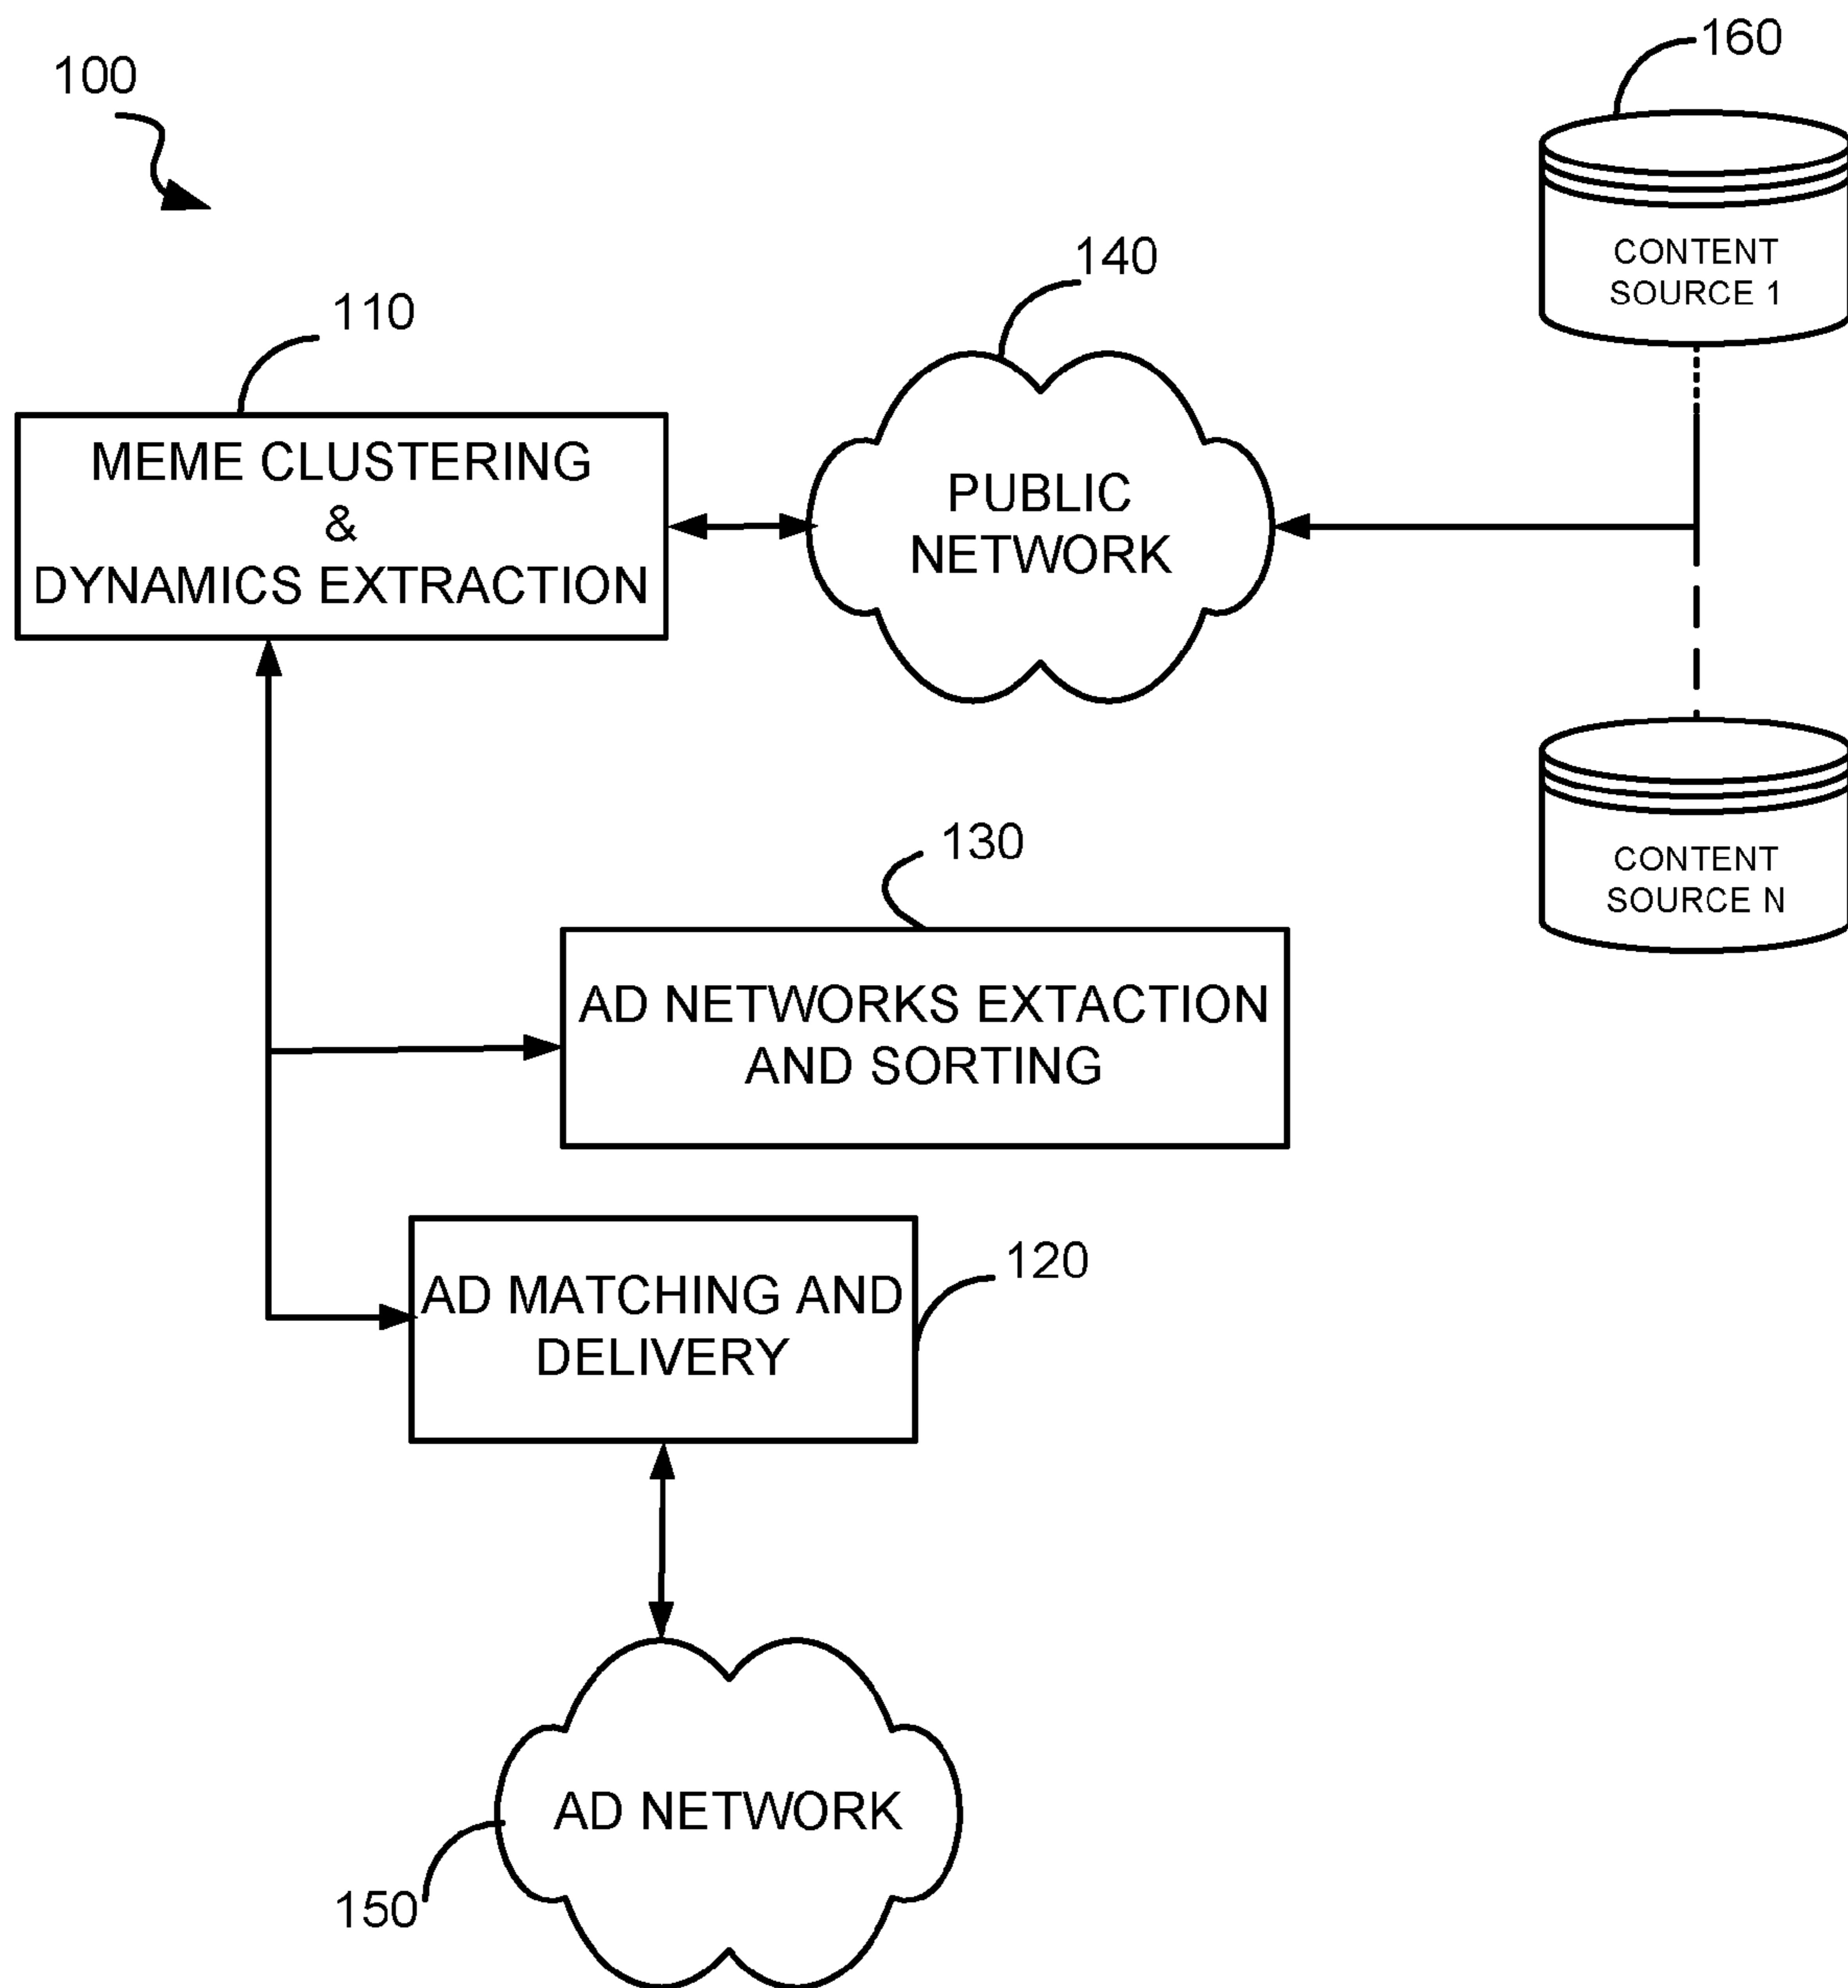 100
160
CONTENT
SOURCE 1
140
110
MEME CLUSTERING
&
DYNAMICS EXTRACTION
PUBLIC
NETWORK
CONTENT
SOURCE N
130
AD NETWORKS EXTACTION
AND SORTING
120
AD MATCHING AND
DELIVERY
AD NETWORK
150